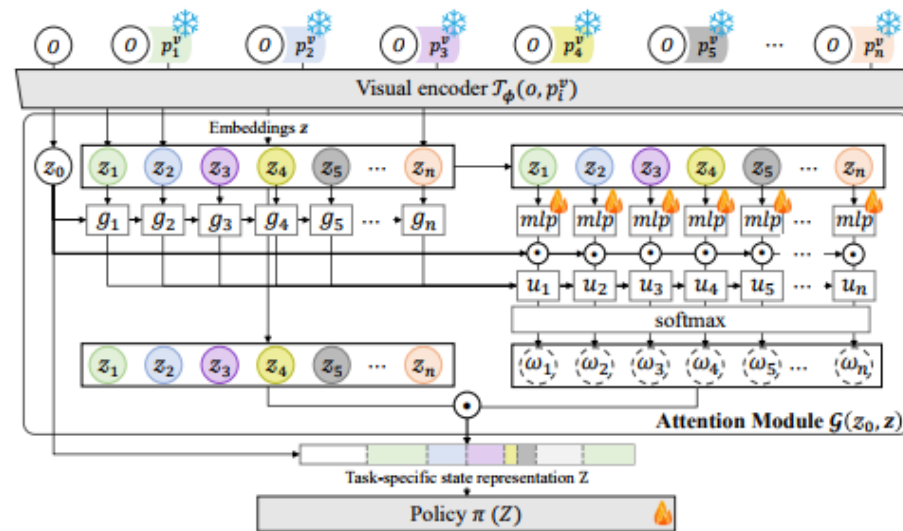 O O p₁ᵛ O p₂ᵛ O p₃ᵛ O p₄ᵛ O p₅ᵛ ... O pₙᵛ
Visual encoder 𝒯_ϕ(o, pᵢᵛ)
Embeddings z
z₀ z₁ z₂ z₃ z₄ z₅ ... zₙ z₁ z₂ z₃ z₄ z₅ ... zₙ
g₁ g₂ g₃ g₄ g₅ ... gₙ mlp mlp mlp mlp mlp ... mlp
...
u₁ u₂ u₃ u₄ u₅ ... uₙ
softmax
z₁ z₂ z₃ z₄ z₅ ... zₙ ω₁ ω₂ ω₃ ω₄ ω₅ ... ωₙ
Attention Module 𝒢(z₀, z)
Task-specific state representation Z
Policy π (Z)